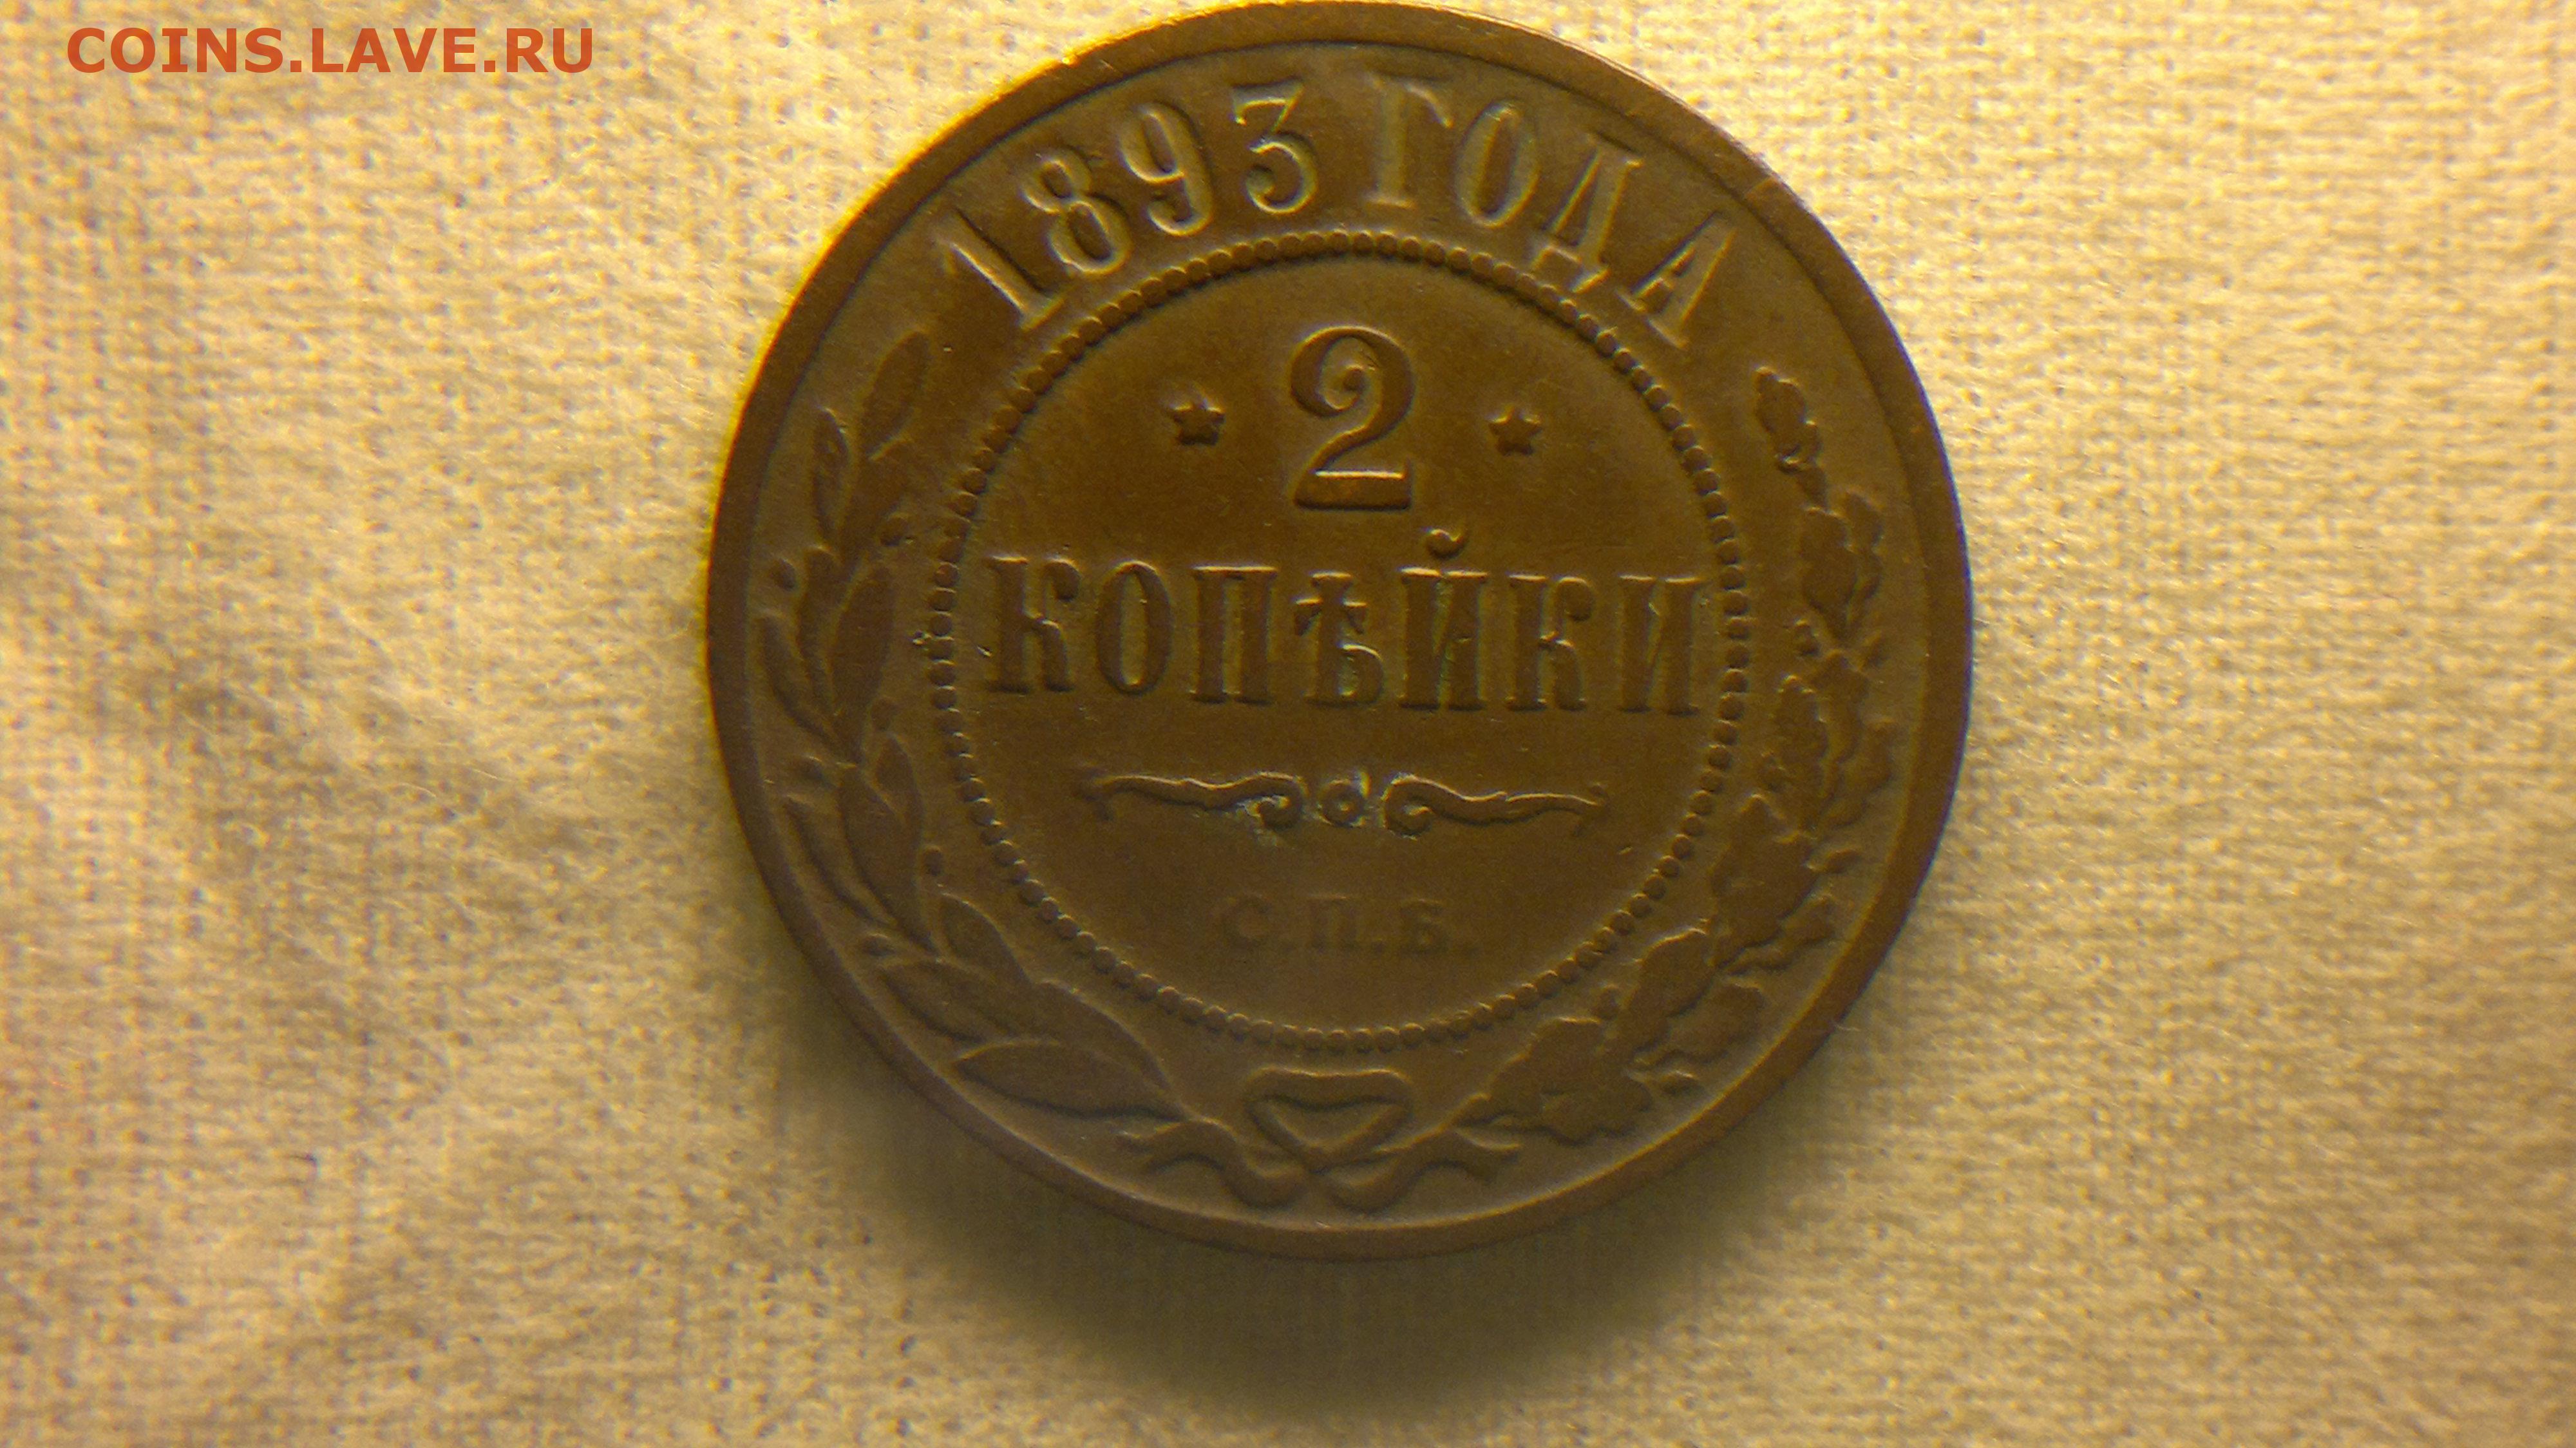 COINS.LAVE.RU
1893 ГОДА
2
КОПѢЙКИ
С.П.Б.